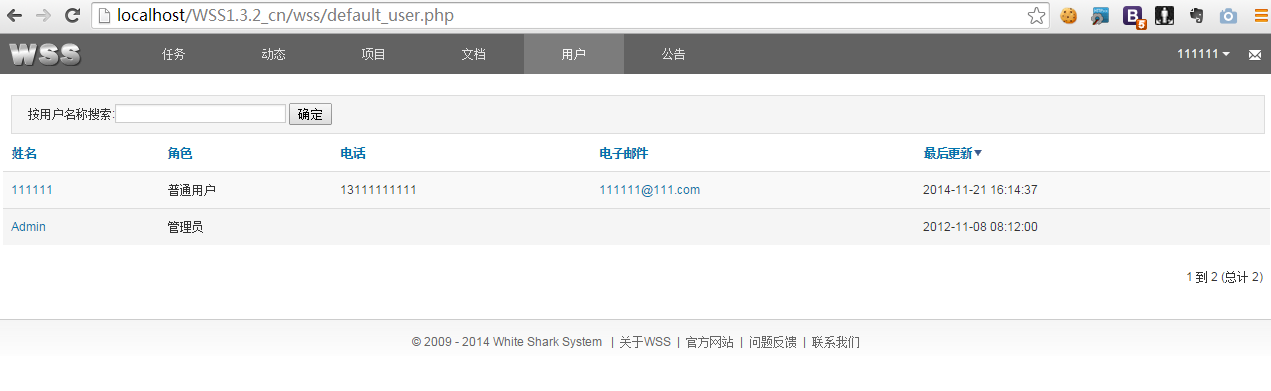 localhost/WSS1.3.2_cn/wss/default_user.php
WSS 任务 动态 项目 文档 用户 公告 111111
按用户名称搜索: 确定
姓名 角色 电话 电子邮件 最后更新
111111 普通用户 13111111111 111111@111.com 2014-11-21 16:14:37
Admin 管理员 2012-11-08 08:12:00
1 到 2 (总计 2)
© 2009 - 2014 White Shark System | 关于WSS | 官方网站 | 问题反馈 | 联系我们